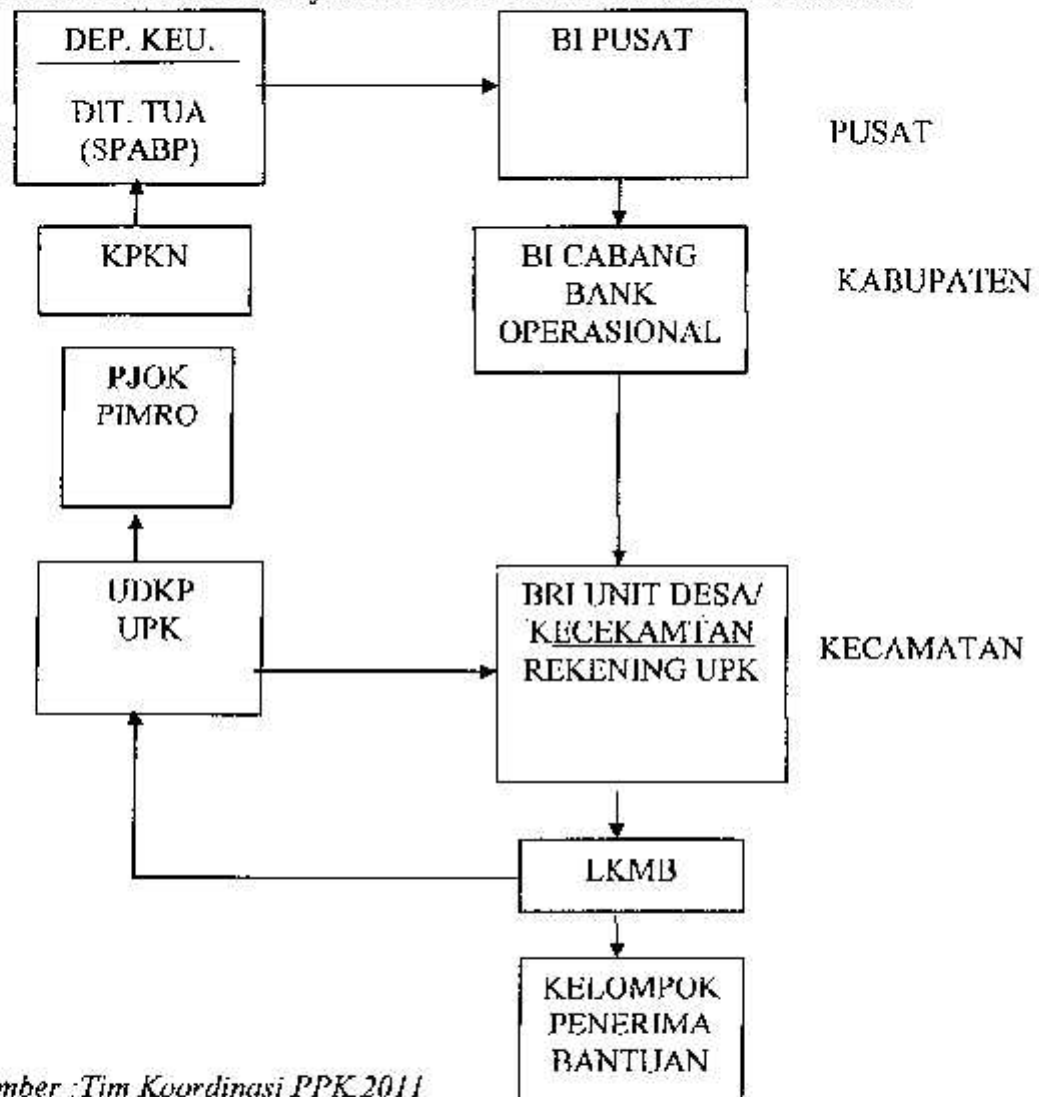 DEP. KEU.
DIT. TUA
(SPABP)
BI PUSAT
PUSAT
KPKN
BI CABANG
BANK
OPERASIONAL
KABUPATEN
PJOK
PIMRO
UDKP
UPK
BRI UNIT DESA/
KECEKAMTAN
REKENING UPK
KECAMATAN
LKMB
KELOMPOK
PENERIMA
BANTUAN
mber :Tim Koordinasi PPK.2011